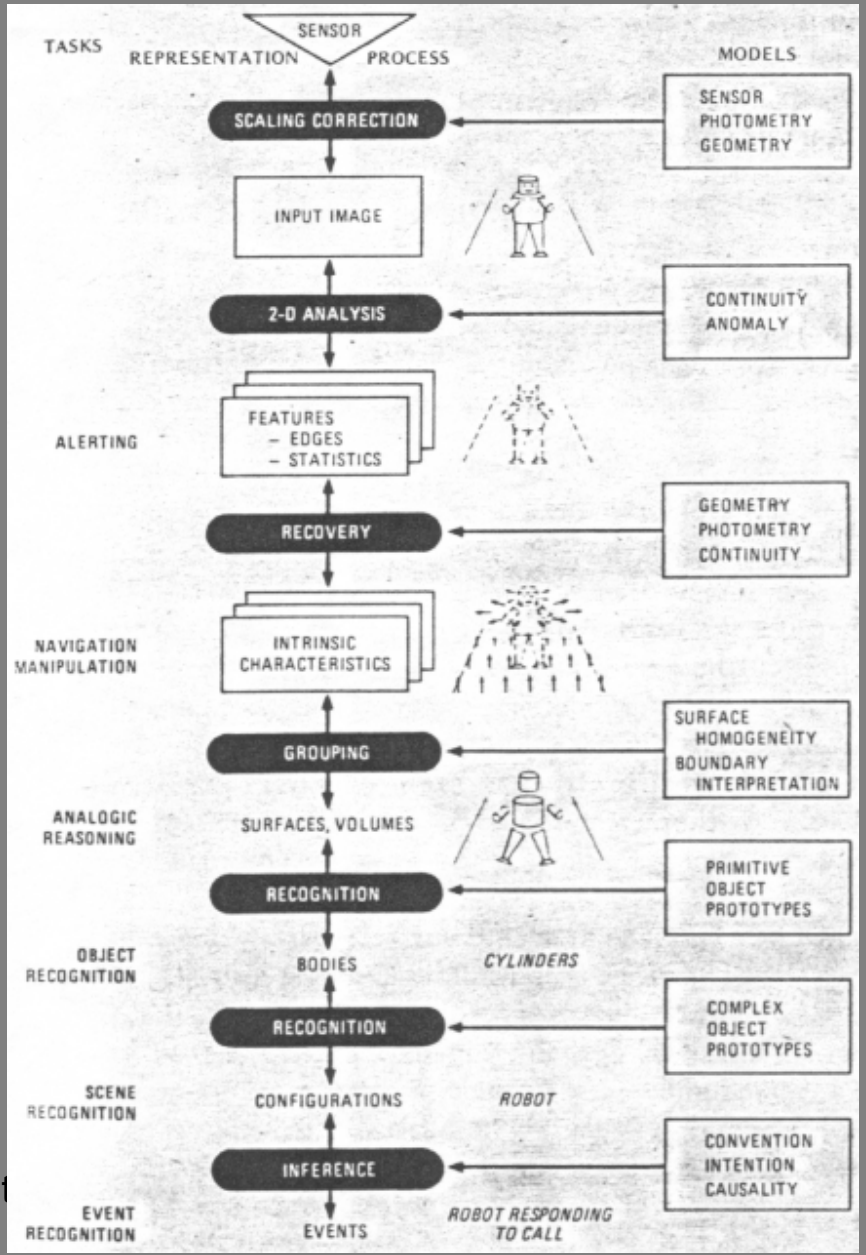 SENSOR
TASKS
REPRESENTATION PROCESS
MODELS
SCALING CORRECTION
SENSOR
PHOTOMETRY
GEOMETRY
INPUT IMAGE
2-D ANALYSIS
CONTINUITY
ANOMALY
ALERTING
FEATURES
– EDGES
– STATISTICS
RECOVERY
GEOMETRY
PHOTOMETRY
CONTINUITY
NAVIGATION
MANIPULATION
INTRINSIC
CHARACTERISTICS
GROUPING
SURFACE
HOMOGENEITY
BOUNDARY
INTERPRETATION
ANALOGIC
REASONING
SURFACES, VOLUMES
RECOGNITION
PRIMITIVE
OBJECT
PROTOTYPES
OBJECT
RECOGNITION
BODIES
CYLINDERS
RECOGNITION
COMPLEX
OBJECT
PROTOTYPES
SCENE
RECOGNITION
CONFIGURATIONS
ROBOT
INFERENCE
CONVENTION
INTENTION
CAUSALITY
t
EVENT
RECOGNITION
EVENTS
ROBOT RESPONDING
TO CALL